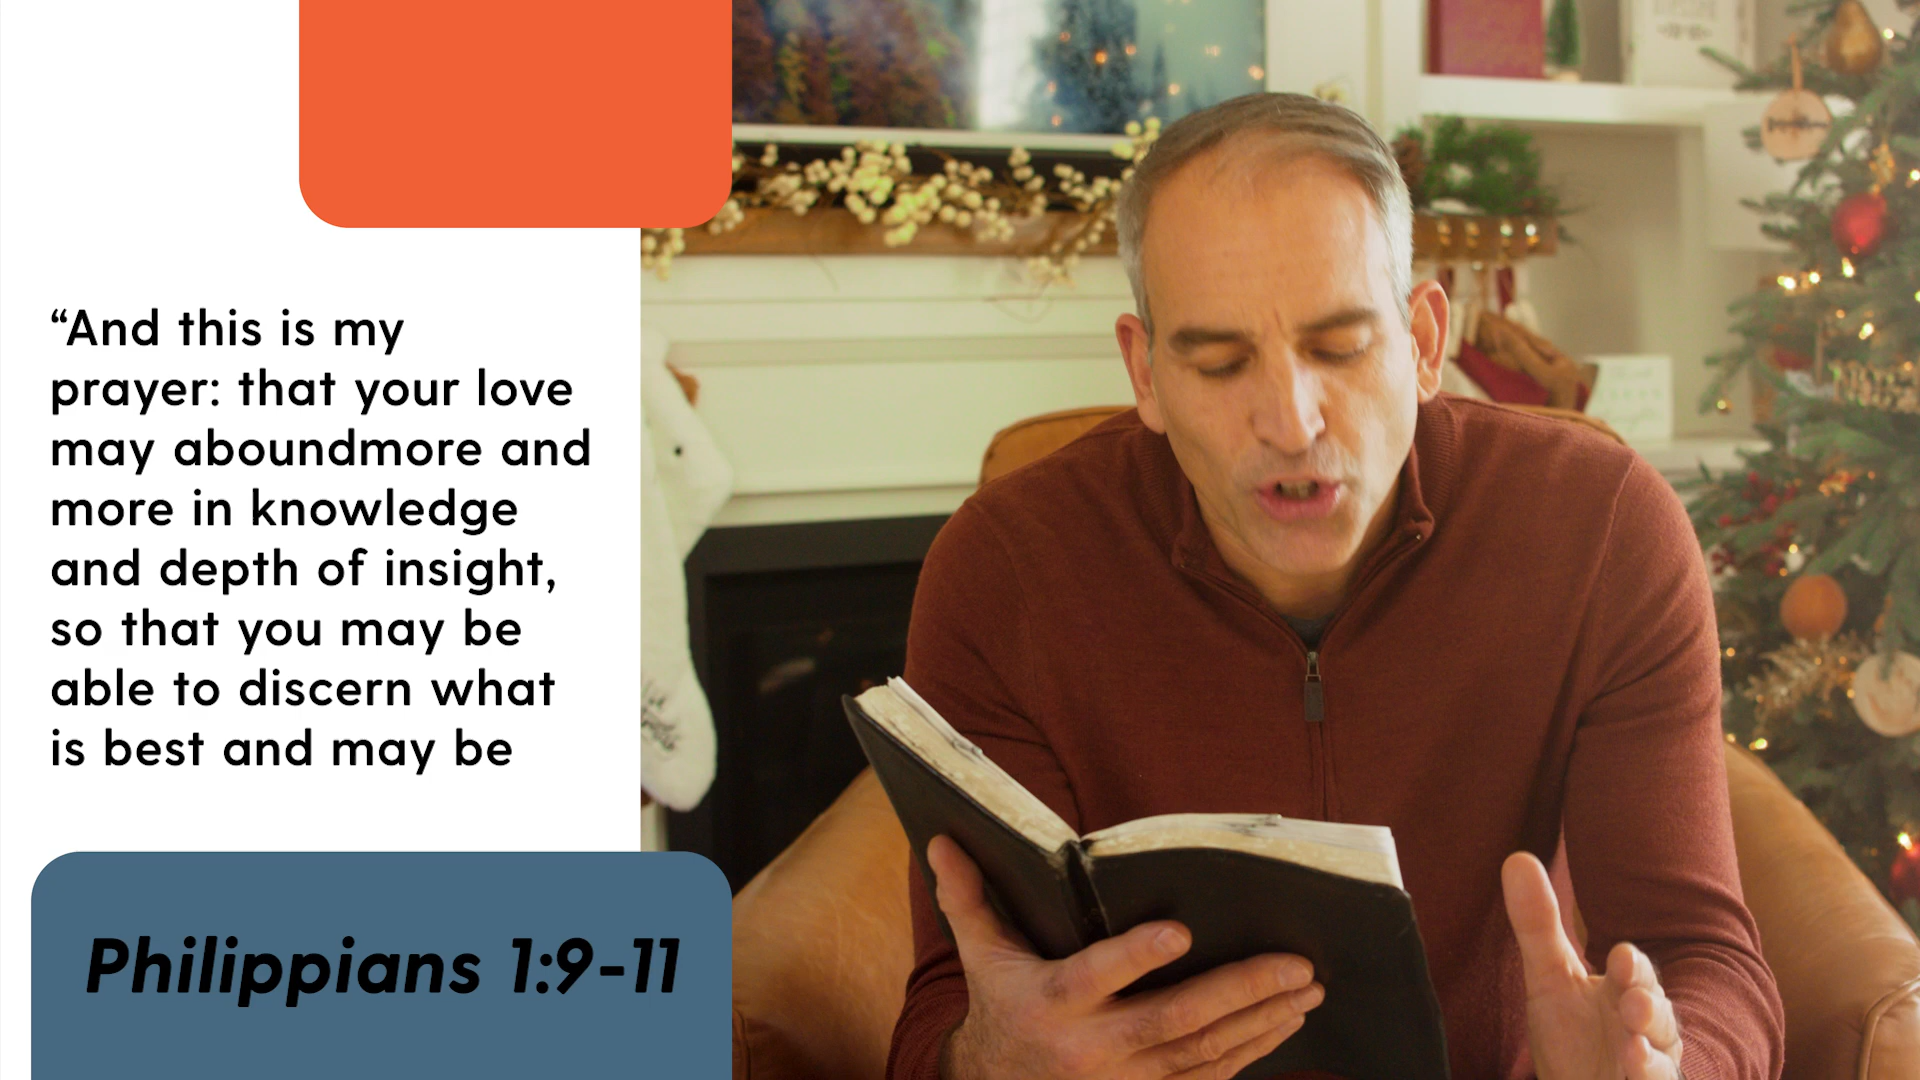 “And this is my
prayer: that your love
may aboundmore and
more in knowledge
and depth of insight,
so that you may be
able to discern what
is best and may be
Philippians 1:9-11